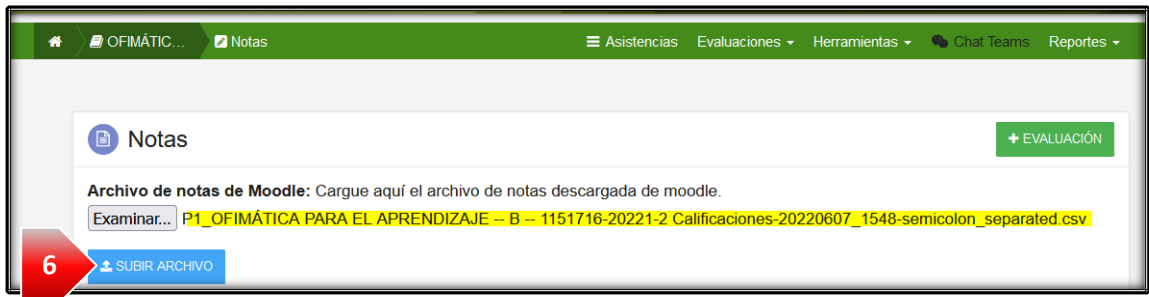 OFIMÁTIC... Notas Asistencias Evaluaciones Herramientas Chat Teams Reportes
Notas
+ EVALUACIÓN
Archivo de notas de Moodle: Cargue aquí el archivo de notas descargada de moodle.
Examinar... P1_OFIMÁTICA PARA EL APRENDIZAJE -- B -- 1151716-20221-2 Calificaciones-20220607_1548-semicolon_separated.csv
6 SUBIR ARCHIVO